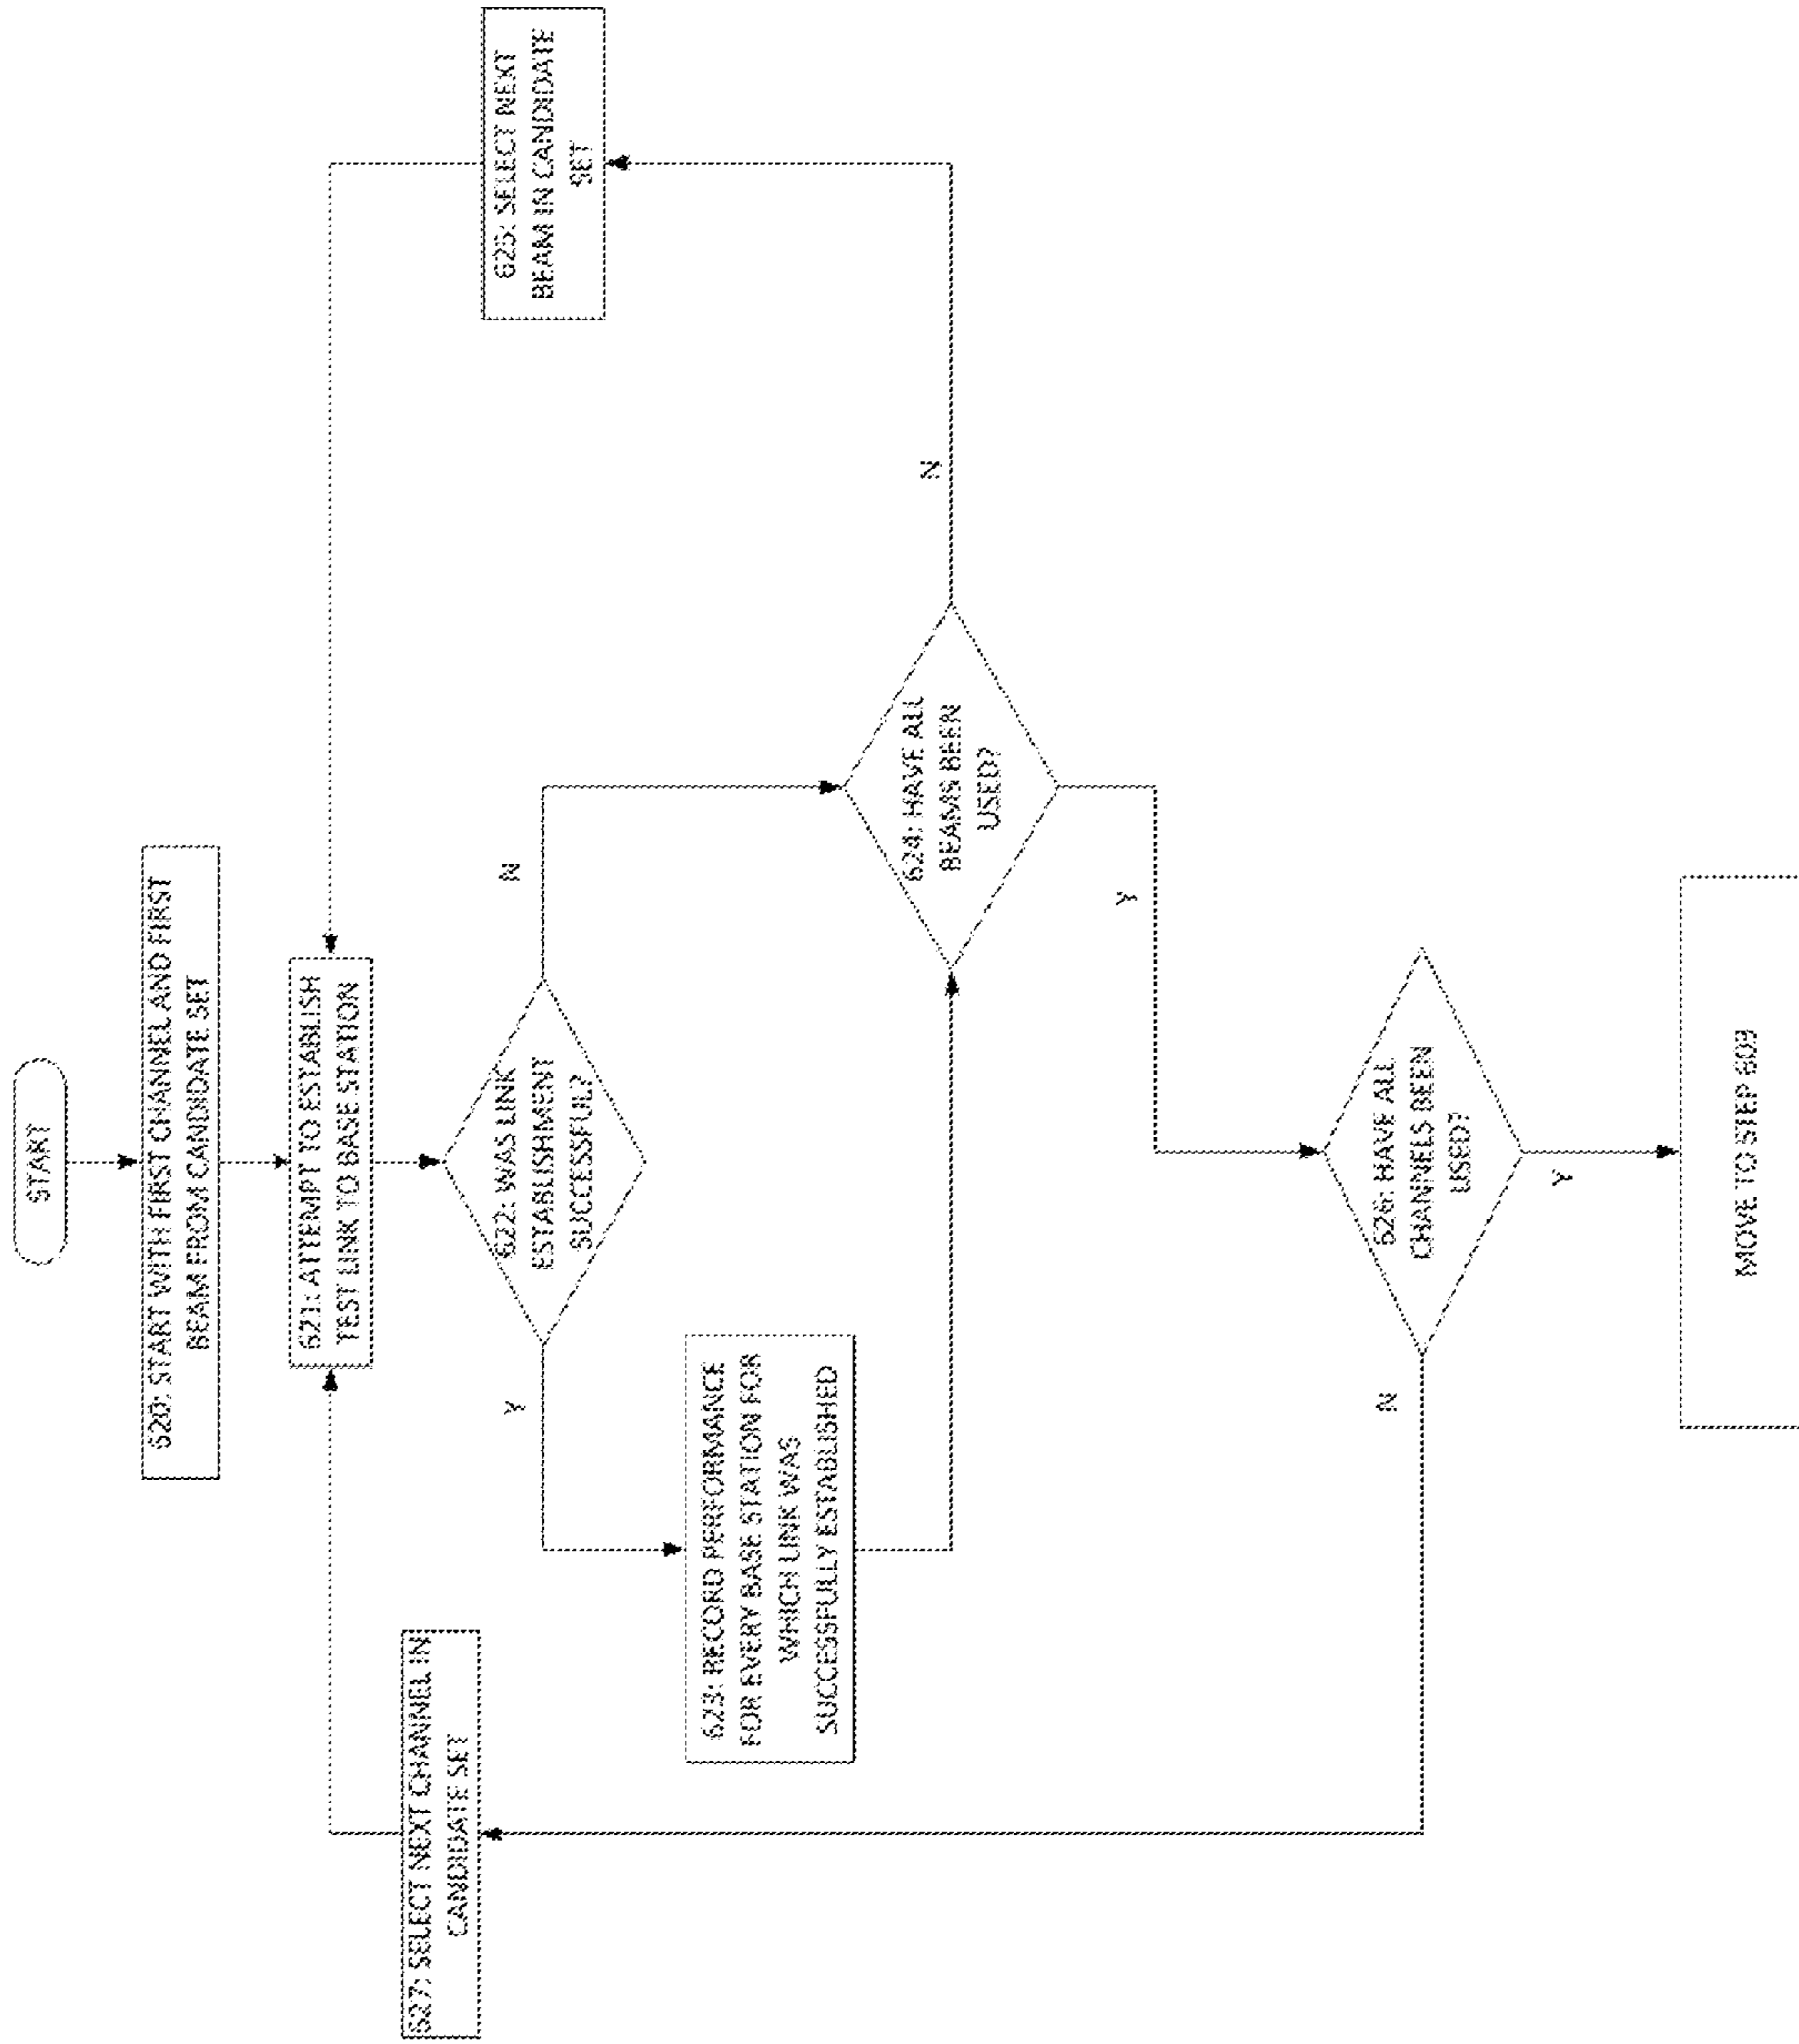 START
620: START WITH FIRST CHANNEL AND FIRST
BEAM FROM CANDIDATE SET
621: ATTEMPT TO ESTABLISH
TEST LINK TO BASE STATION
622: WAS LINK
ESTABLISHMENT
SUCCESSFUL?
Y
N
623: RECORD PERFORMANCE
FOR EVERY BASE STATION FOR
WHICH LINK WAS
SUCCESSFULLY ESTABLISHED
624: HAVE ALL
BEAMS BEEN
USED?
N
Y
625: SELECT NEXT
BEAM IN CANDIDATE
SET
626: HAVE ALL
CHANNELS BEEN
USED?
N
Y
627: SELECT NEXT CHANNEL IN
CANDIDATE SET
MOVE TO STEP 609